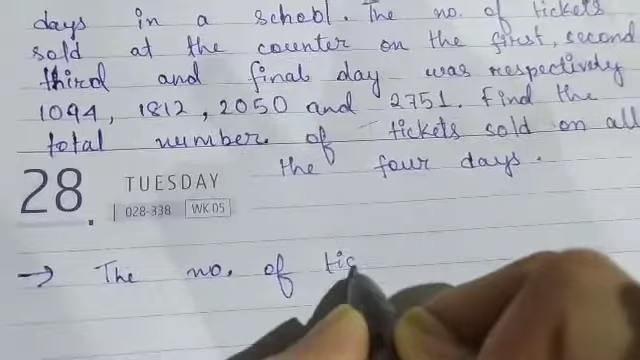 days in a school. The no. of tickets
sold at the counter on the first, second
third and final day was respectively
1094, 1812, 2050 and 2751. Find the
total number of tickets sold on all
the four days.
28. TUESDAY
028-338 WK 05
→ The no. of tic